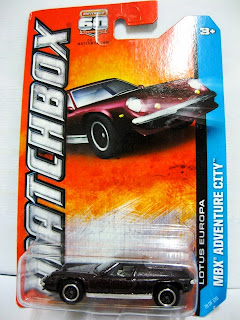 MATCHBOX
60
3+
LOTUS EUROPA
MBX ADVENTURE CITY